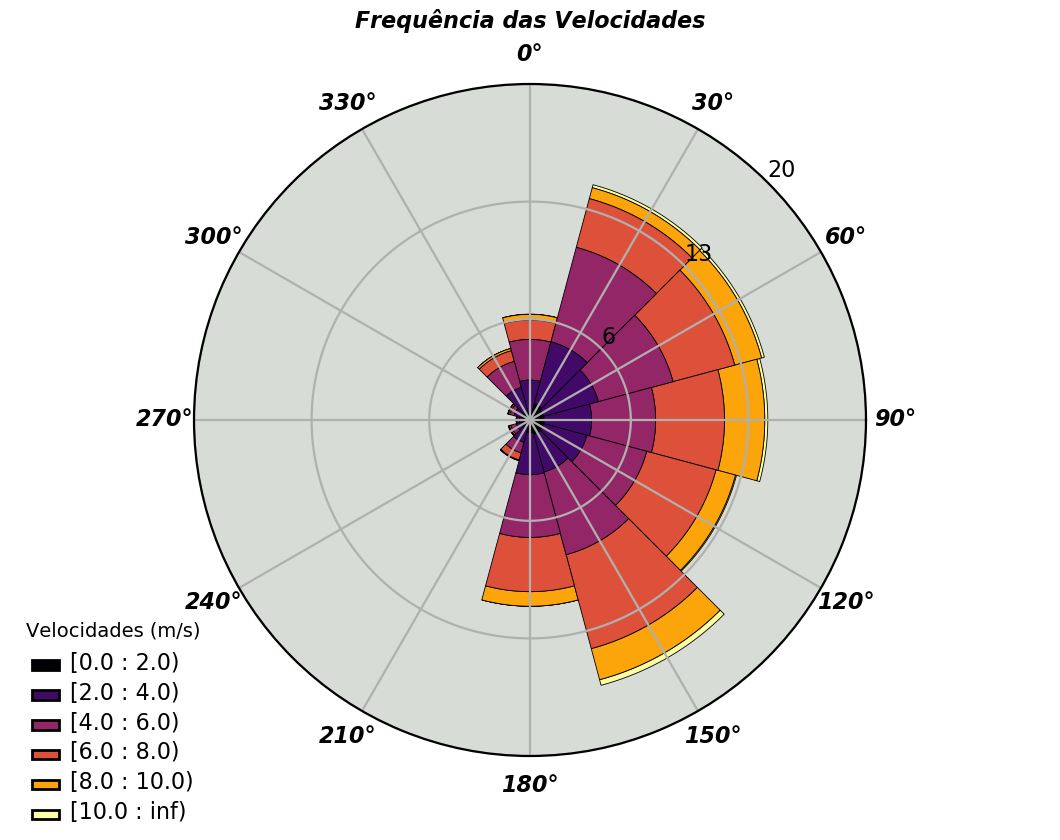 Frequência das Velocidades
0°
330°
30°
20
300°
60°
13
6
270°
90°
240°
120°
210°
150°
180°
Velocidades (m/s)
[0.0 : 2.0)
[2.0 : 4.0)
[4.0 : 6.0)
[6.0 : 8.0)
[8.0 : 10.0)
[10.0 : inf)